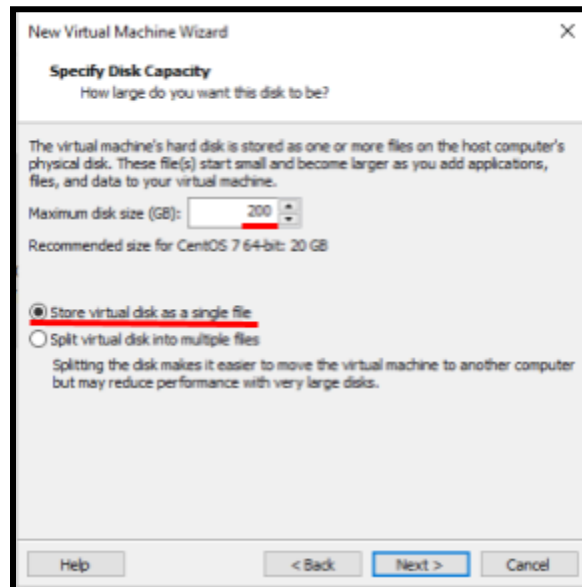 New Virtual Machine Wizard
Specify Disk Capacity
How large do you want this disk to be?
The virtual machine's hard disk is stored as one or more files on the host computer's
physical disk. These file(s) start small and become larger as you add applications,
files, and data to your virtual machine.
Maximum disk size (GB): 200
Recommended size for CentOS 7 64-bit: 20 GB
Store virtual disk as a single file
Split virtual disk into multiple files
Splitting the disk makes it easier to move the virtual machine to another computer
but may reduce performance with very large disks.
Help < Back Next > Cancel